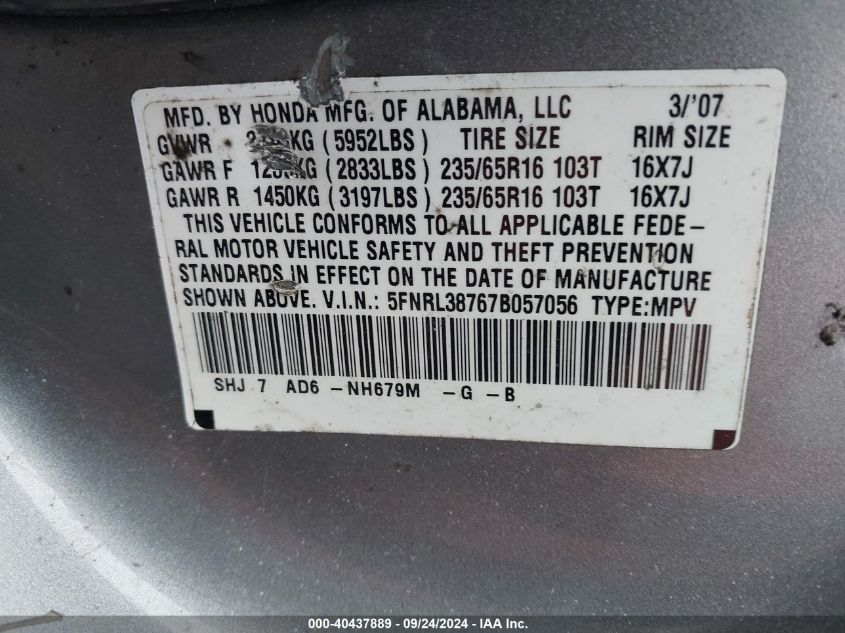 MFD. BY HONDA MFG. OF ALABAMA, LLC 3/'07
GVWR (5952LBS) TIRE SIZE RIM SIZE
GAWR F (2833LBS) 235/65R16 103T 16X7J
GAWR R 1450KG (3197LBS) 235/65R16 103T 16X7J
THIS VEHICLE CONFORMS TO ALL APPLICABLE FEDE-
RAL MOTOR VEHICLE SAFETY AND THEFT PREVENTION
STANDARDS IN EFFECT ON THE DATE OF MANUFACTURE
SHOWN ABOVE. V.I.N.: 5FNRL38767B057056 TYPE:MPV
SHJ 7 AD6 -NH679M -G -B
000-40437889 - 09/24/2024 - IAA Inc.